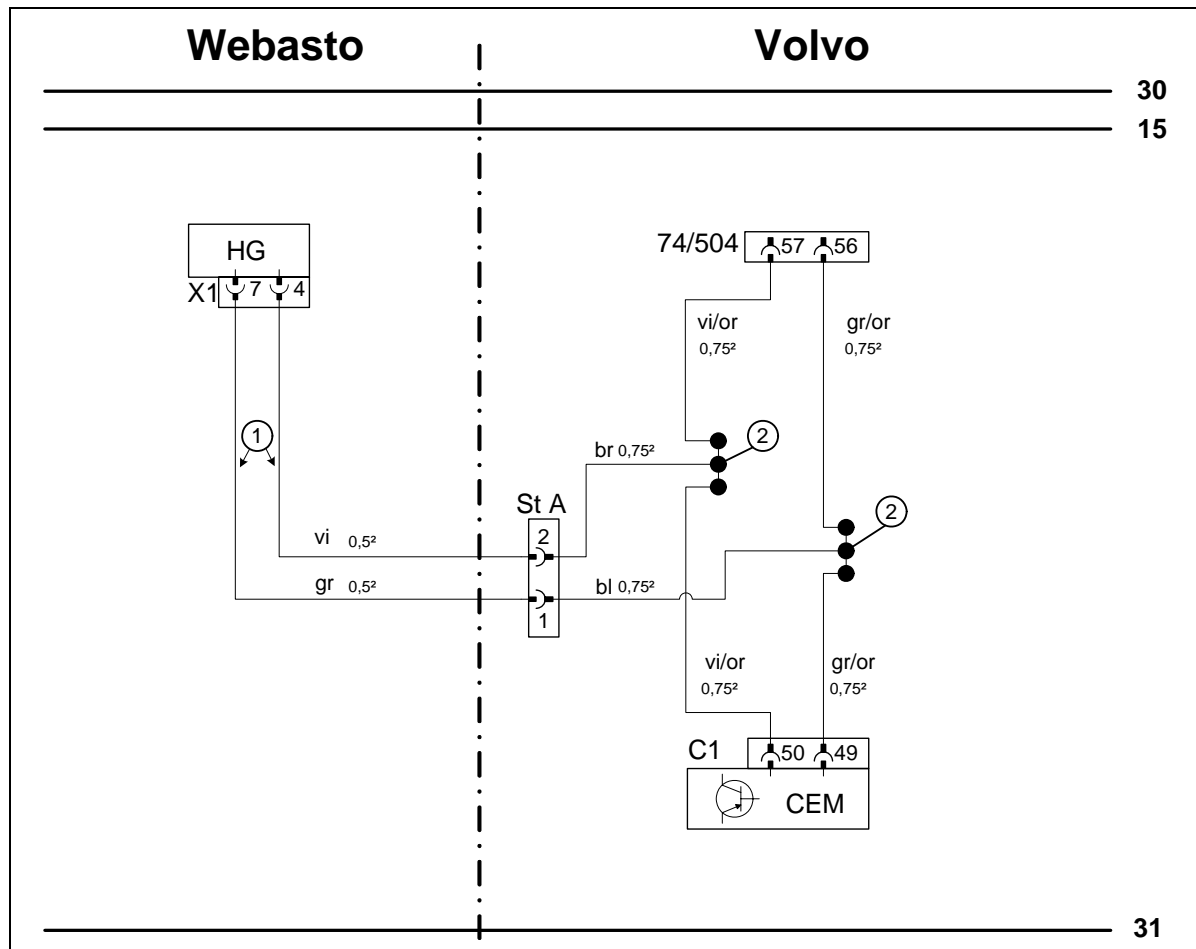 Webasto Volvo
30
15
HG
X1 7 4
74/504 57 56
vi/or gr/or
0,75² 0,75²
1
2
br 0,75²
St A
2
2
vi 0,5²
gr 0,5²
bl 0,75²
1
vi/or gr/or
0,75² 0,75²
C1 50 49
CEM
31